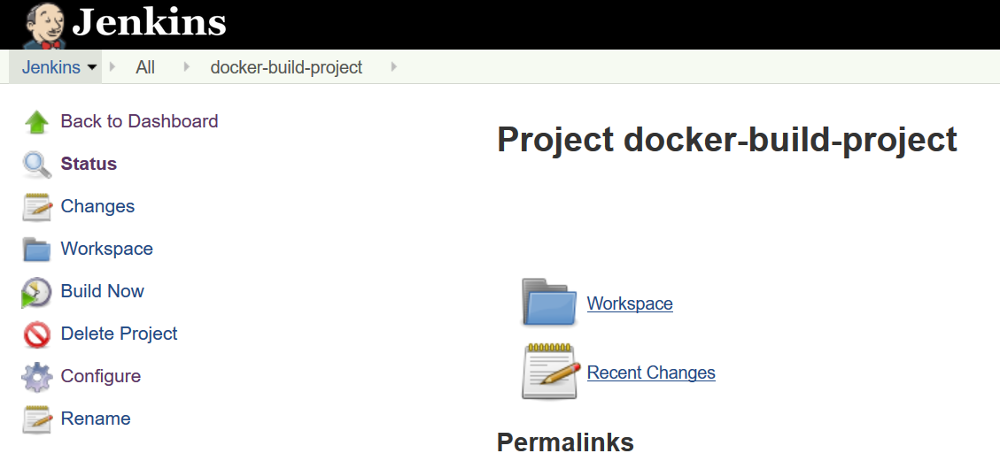 Jenkins
Jenkins All docker-build-project
Back to Dashboard
Status
Changes
Workspace
Build Now
Delete Project
Configure
Rename
Project docker-build-project
Workspace
Recent Changes
Permalinks